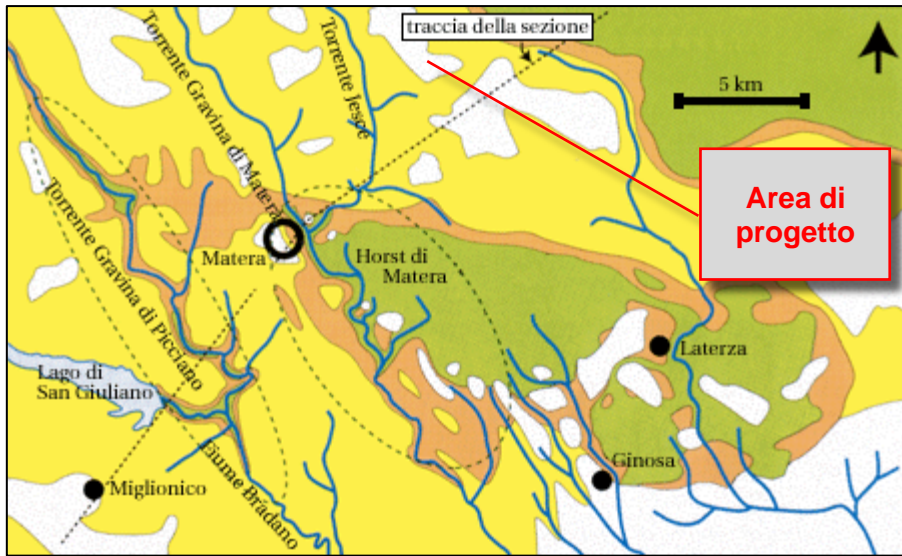 traccia della sezione
Torrente Gravina di Matera
Torrente Jesce
5 km
Area di
progetto
Matera
Horst di
Matera
Torrente Gravina di Picciano
Laterza
Lago di
San Giuliano
Fiume Bradano
Ginosa
Miglionico